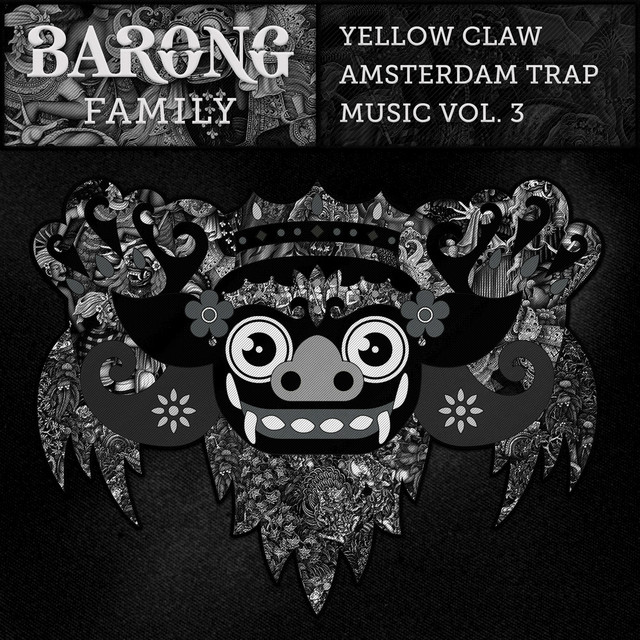 BARONG
FAMILY
YELLOW CLAW
AMSTERDAM TRAP
MUSIC VOL. 3